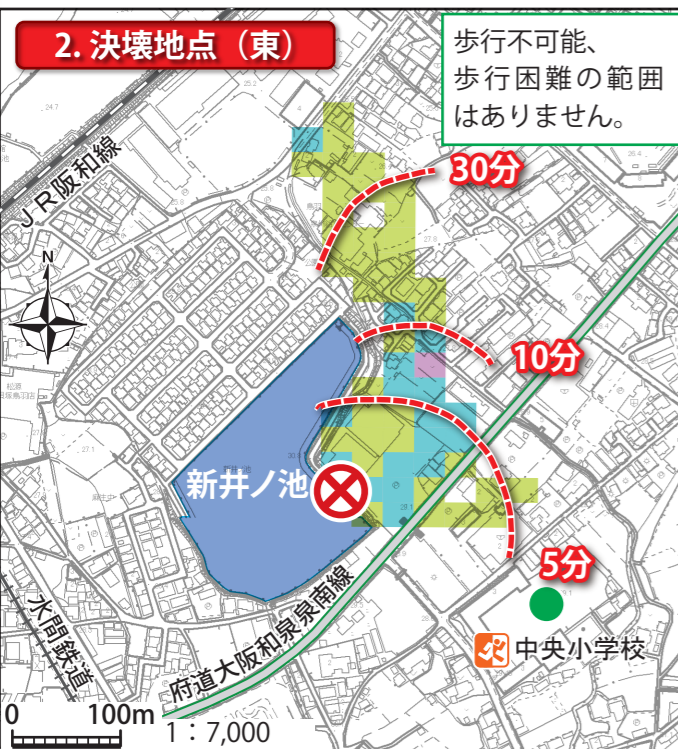 2. 決壊地点（東）
歩行不可能、
歩行困難の範囲
はありません。
JR阪和線
30分
N
10分
新井ノ池
5分
中央小学校
水間鉄道
府道大阪和泉泉南線
0 100m
1：7,000